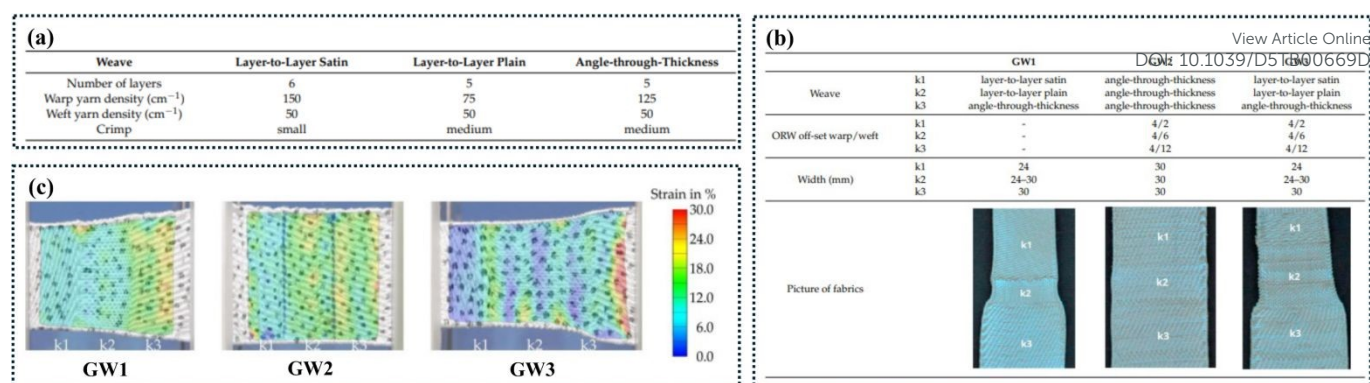 (a)
Weave Layer-to-Layer Satin Layer-to-Layer Plain Angle-through-Thickness
Number of layers 6 5 5
Warp yarn density (cm⁻¹) 150 75 125
Weft yarn density (cm⁻¹) 50 50 50
Crimp small medium medium
(b)
View Article Online
DOI: 10.1039/D5TB00669D
GW1 GW2 GW3
k1 layer-to-layer satin angle-through-thickness layer-to-layer satin
Weave k2 layer-to-layer plain angle-through-thickness layer-to-layer plain
k3 angle-through-thickness angle-through-thickness angle-through-thickness
k1 - 4/2 4/2
ORW off-set warp/weft k2 - 4/6 4/6
k3 - 4/12 4/12
k1 24 30 24
Width (mm) k2 24–30 30 24–30
k3 30 30 30
Picture of fabrics
k1 k1 k1
k2 k2 k2
k3 k3 k3
(c)
Strain in %
30.0
24.0
18.0
12.0
6.0
0.0
k1 k2 k3 k1 k2 k3 k1 k2 k3
GW1 GW2 GW3